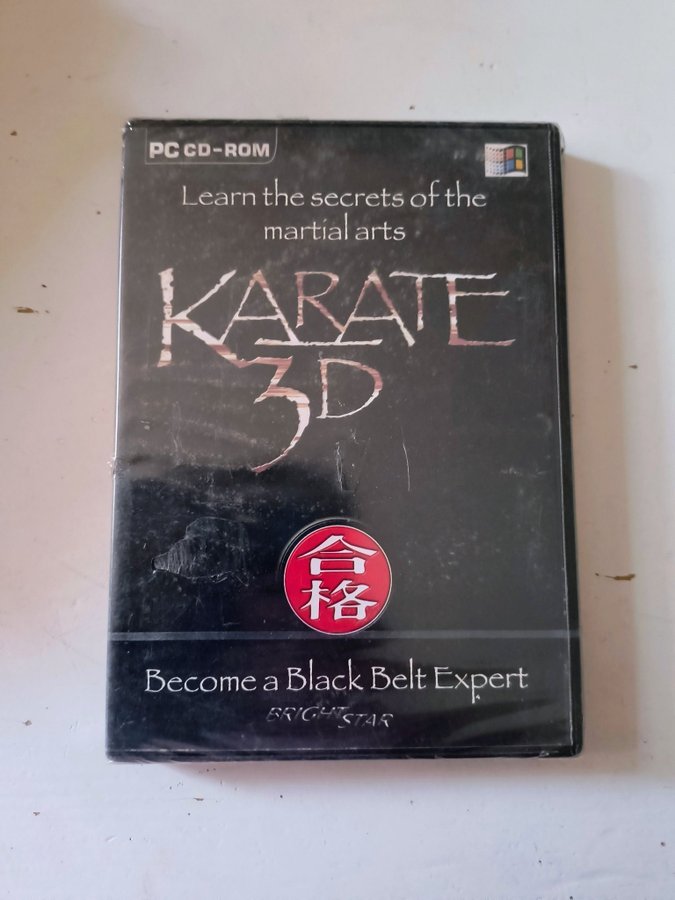 PC CD-ROM
Learn the secrets of the
martial arts
KARATE
3D
合
格
Become a Black Belt Expert
BRIGHT STAR